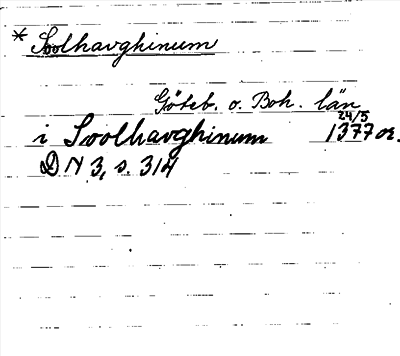 * Soolhavghinum
Göteb. o. Boh. län
24/5
i Soolhavghinum 1377 or.
DN 3, s. 314